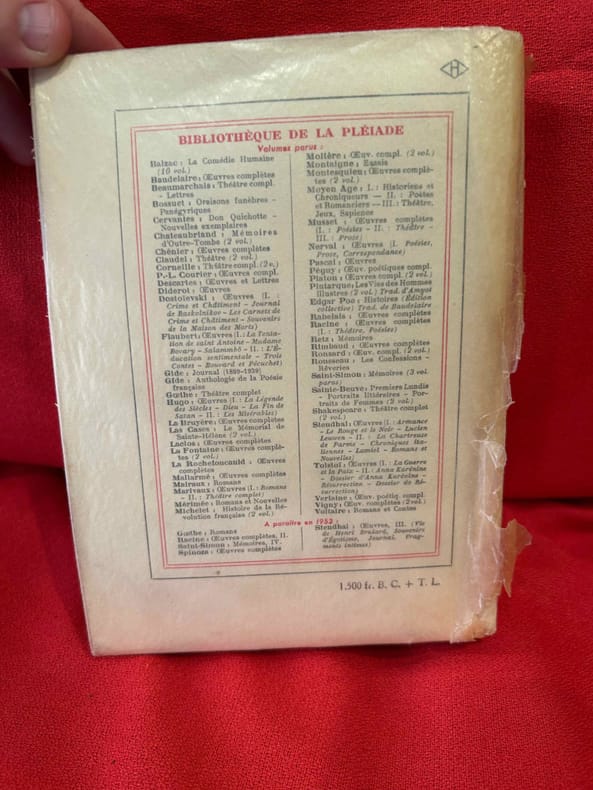 H
BIBLIOTHÈQUE DE LA PLÉIADE
Volumes parus :
Balzac : La Comédie Humaine
(10 vol.)
Baudelaire : Œuvres complètes
Beaumarchais : Théâtre compl.
- Lettres
Bossuet : Oraisons funèbres -
Panégyriques
Cervantes : Don Quichotte -
Nouvelles exemplaires
Chateaubriand : Mémoires
d'Outre-Tombe (2 vol.)
Chénier : Œuvres complètes
Claudel : Théâtre (2 vol.)
Corneille : Théâtre compl. (2 v.)
P.-L. Courier : Œuvres compl.
Descartes : Œuvres et Lettres
Diderot : Œuvres
Dostoïevski : Œuvres (I. :
Crime et Châtiment - Journal
de Raskolnikov - Les Carnets de
Crime et Châtiment - Souvenirs
de la Maison des Morts)
Flaubert : Œuvres (I. : La Tenta-
tion de saint Antoine - Madame
Bovary - Salammbô - II. : L'É-
ducation sentimentale - Trois
Contes - Bouvard et Pécuchet)
Gide : Journal (1889-1939)
Gide : Anthologie de la Poésie
française
Gœthe : Théâtre complet
Hugo : Œuvres (I. : La Légende
des Siècles - Dieu - La Fin de
Satan - II. : Les Misérables)
La Bruyère : Œuvres complètes
Las Cases : Le Mémorial de
Sainte-Hélène (2 vol.)
Laclos : Œuvres complètes
La Fontaine : Œuvres complè-
tes (2 vol.)
La Rochefoucauld : Œuvres
complètes
Mallarmé : Œuvres complètes
Malraux : Romans
Marivaux : Œuvres (I. : Romans
- II. : Théâtre complet)
Mérimée : Romans et Nouvelles
Michelet : Histoire de la Ré-
volution française (2 vol.)
Molière : Œuv. compl. (2 vol.)
Montaigne : Essais
Montesquieu : Œuvres complè-
tes (2 vol.)
Moyen Age : I. : Historiens et
Chroniqueurs — II. : Poètes
et Romanciers — III. : Théâtre,
Jeux, Sapience
Musset : Œuvres complètes
(I. : Poésies - II. : Théâtre -
III. : Prose)
Nerval : Œuvres (I. Poésies,
Prose, Correspondance)
Pascal : Œuvres
Péguy : Œuv. poétiques compl.
Platon : Œuvres compl. (2 vol.)
Plutarque : Les Vies des Hommes
Illustres (2 vol.) Trad. d'Amyot
Edgar Poe : Histoires (Édition
collective) Trad. de Baudelaire
Rabelais : Œuvres complètes
Racine : Œuvres complètes
(I. : Théâtre, Poésies)
Retz : Mémoires
Rimbaud : Œuvres complètes
Ronsard : Œuv. compl. (2 vol.)
Rousseau : Les Confessions -
Rêveries
Saint-Simon : Mémoires (3 vol.
parus)
Sainte-Beuve : Premiers Lundis
- Portraits littéraires - Por-
traits de Femmes (2 vol.)
Shakespeare : Théâtre complet
(2 vol.)
Stendhal : Œuvres (I. : Armance
- Le Rouge et le Noir - Lucien
Leuwen - II. : La Chartreuse
de Parme - Chroniques ita-
liennes - Lamiel - Romans et
Nouvelles)
Tolstoï : Œuvres (I. : La Guerre
et la Paix - II. : Anna Karénine
- Dossier d'Anna Karénine -
Résurrection - Dossier de Ré-
surrection)
Verlaine : Œuv. poétiq. compl.
Vigny : Œuv. complètes (2 vol.)
Voltaire : Romans et Contes
A paraître en 1952 :
Gœthe : Romans
Racine : Œuvres complètes, II.
Saint-Simon : Mémoires, IV.
Spinoza : Œuvres complètes
Stendhal : Œuvres, III. (Vie
de Henri Brulard, Souvenirs
d'Égotisme, Journal, Frag-
ments intimes)
1.500 fr. B. C. + T. L.